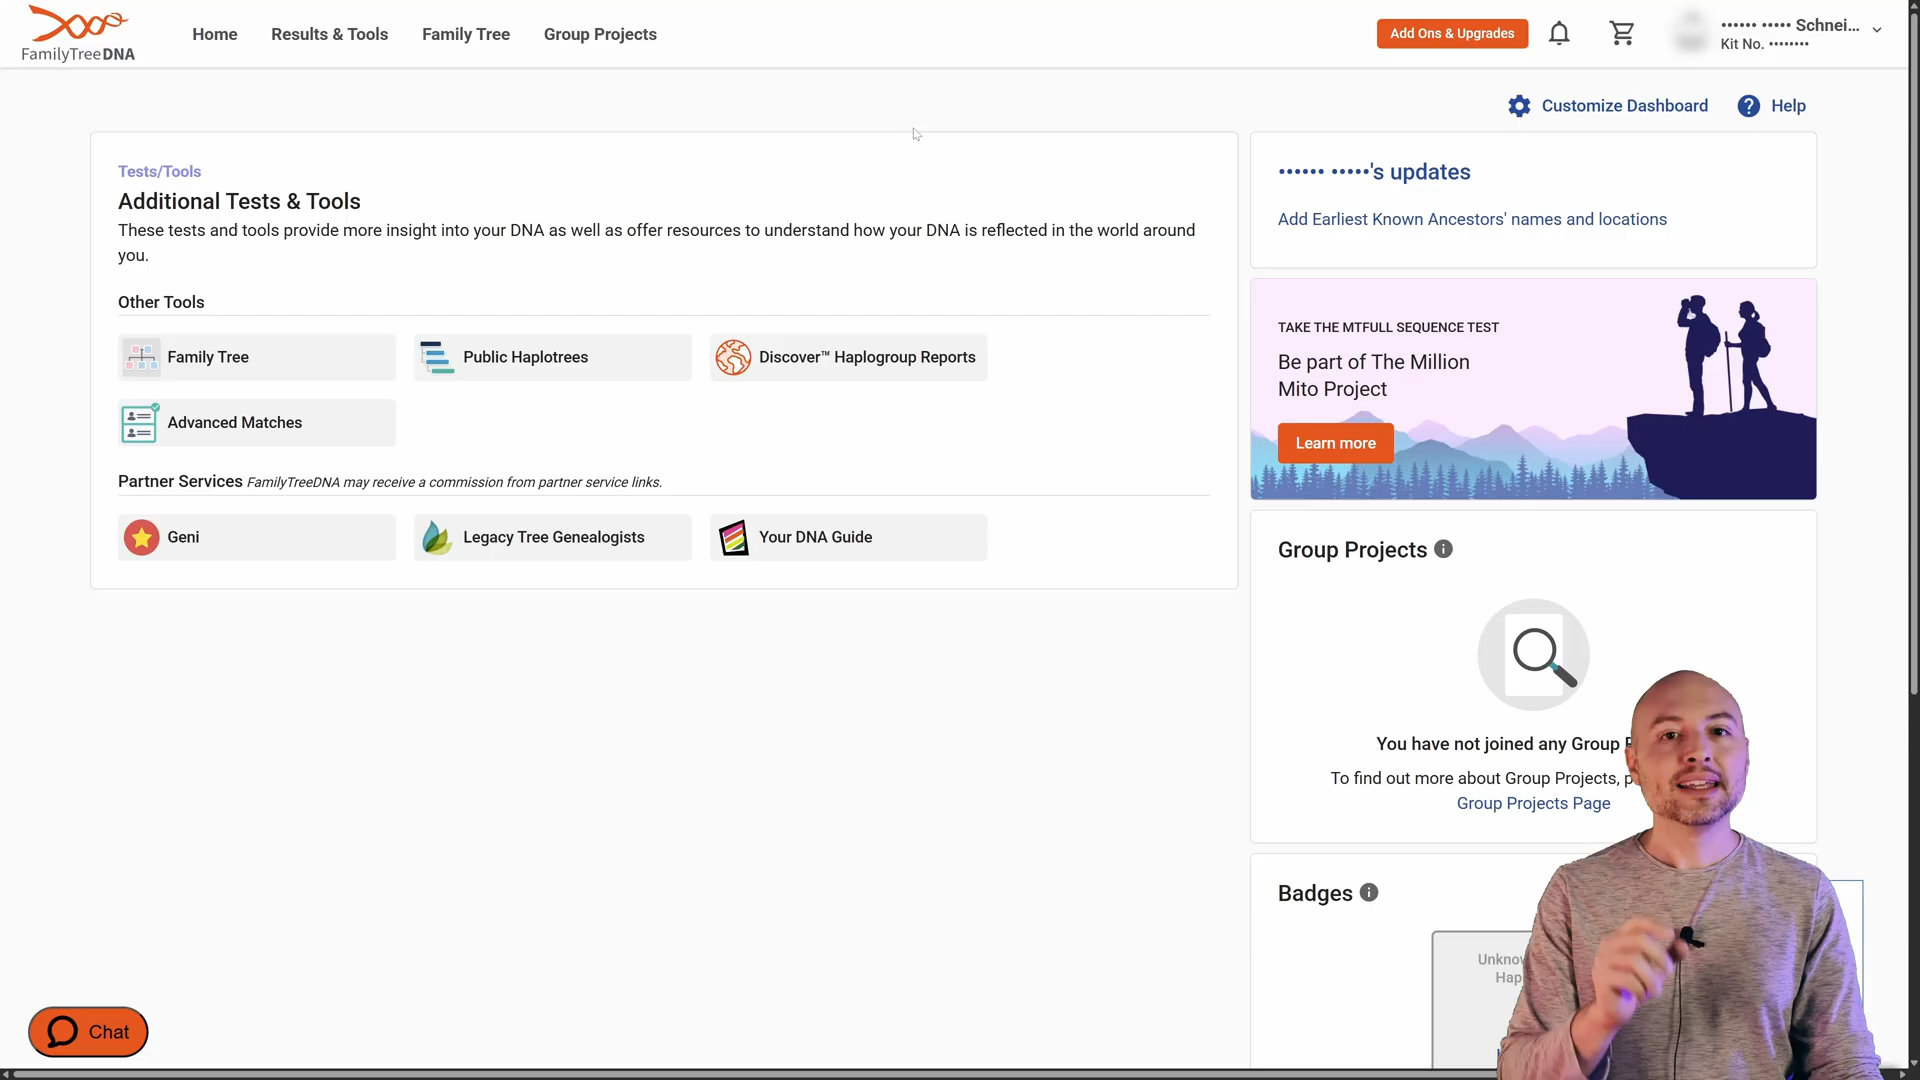 FamilyTreeDNA
Home
Results & Tools
Family Tree
Group Projects
Add Ons & Upgrades
•••••• ••••• Schnei...
Kit No. ••••••••
Customize Dashboard
Help
Tests/Tools
Additional Tests & Tools
These tests and tools provide more insight into your DNA as well as offer resources to understand how your DNA is reflected in the world around
you.
Other Tools
Family Tree
Public Haplotrees
Discover™ Haplogroup Reports
Advanced Matches
Partner Services FamilyTreeDNA may receive a commission from partner service links.
Geni
Legacy Tree Genealogists
Your DNA Guide
•••••• •••••'s updates
Add Earliest Known Ancestors' names and locations
TAKE THE MTFULL SEQUENCE TEST
Be part of The Million
Mito Project
Learn more
Group Projects
You have not joined any Group
To find out more about Group Projects,
Group Projects Page
Badges
Chat